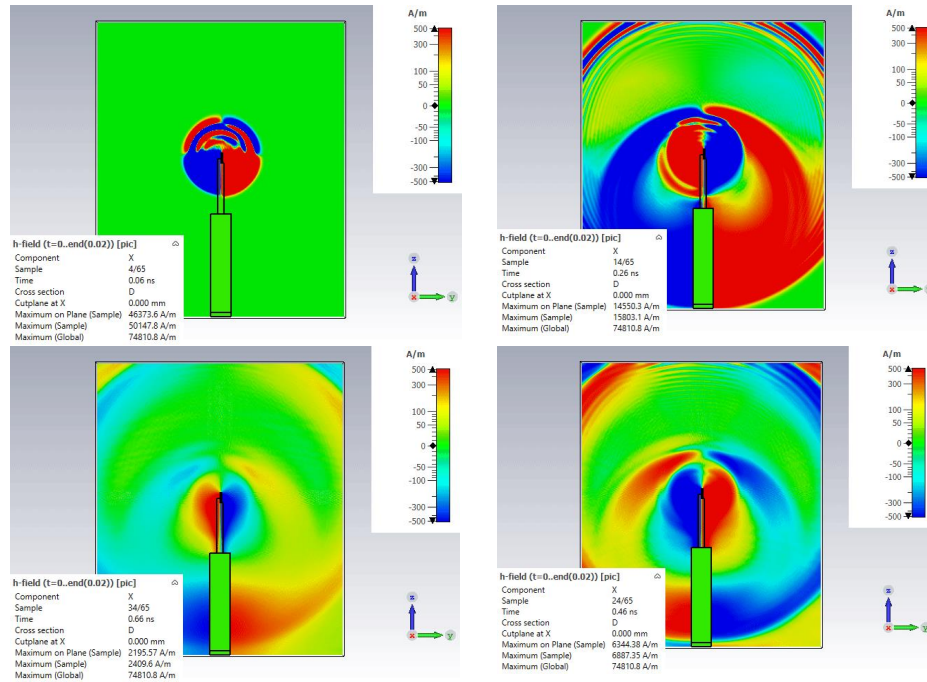 A/m
500
300
100
50
0
-50
-100
-300
-500
h-field (t=0..end(0.02)) [pic]
Component X
Sample 4/65
Time 0.06 ns
Cross section D
Cutplane at X 0.000 mm
Maximum on Plane (Sample) 46373.6 A/m
Maximum (Sample) 50147.8 A/m
Maximum (Global) 74810.8 A/m
z
x
y
A/m
500
300
100
50
0
-50
-100
-300
-500
h-field (t=0..end(0.02)) [pic]
Component X
Sample 14/65
Time 0.26 ns
Cross section D
Cutplane at X 0.000 mm
Maximum on Plane (Sample) 14550.3 A/m
Maximum (Sample) 15803.1 A/m
Maximum (Global) 74810.8 A/m
z
x
y
A/m
500
300
100
50
0
-50
-100
-300
-500
h-field (t=0..end(0.02)) [pic]
Component X
Sample 34/65
Time 0.66 ns
Cross section D
Cutplane at X 0.000 mm
Maximum on Plane (Sample) 2195.57 A/m
Maximum (Sample) 2409.6 A/m
Maximum (Global) 74810.8 A/m
z
x
y
A/m
500
300
100
50
0
-50
-100
-300
-500
h-field (t=0..end(0.02)) [pic]
Component X
Sample 24/65
Time 0.46 ns
Cross section D
Cutplane at X 0.000 mm
Maximum on Plane (Sample) 6344.38 A/m
Maximum (Sample) 6887.35 A/m
Maximum (Global) 74810.8 A/m
z
x
y